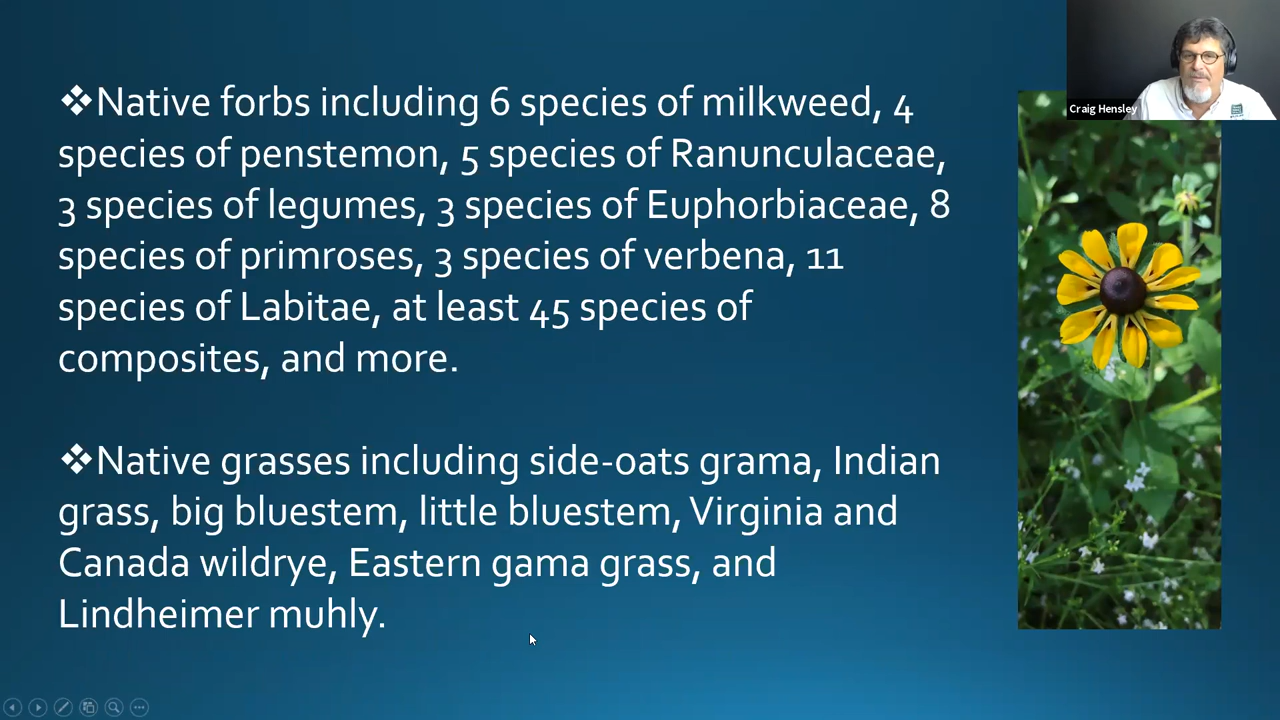 ❖Native forbs including 6 species of milkweed, 4
species of penstemon, 5 species of Ranunculaceae,
3 species of legumes, 3 species of Euphorbiaceae, 8
species of primroses, 3 species of verbena, 11
species of Labitae, at least 45 species of
composites, and more.
❖Native grasses including side-oats grama, Indian
grass, big bluestem, little bluestem, Virginia and
Canada wildrye, Eastern gama grass, and
Lindheimer muhly.
Craig Hensley